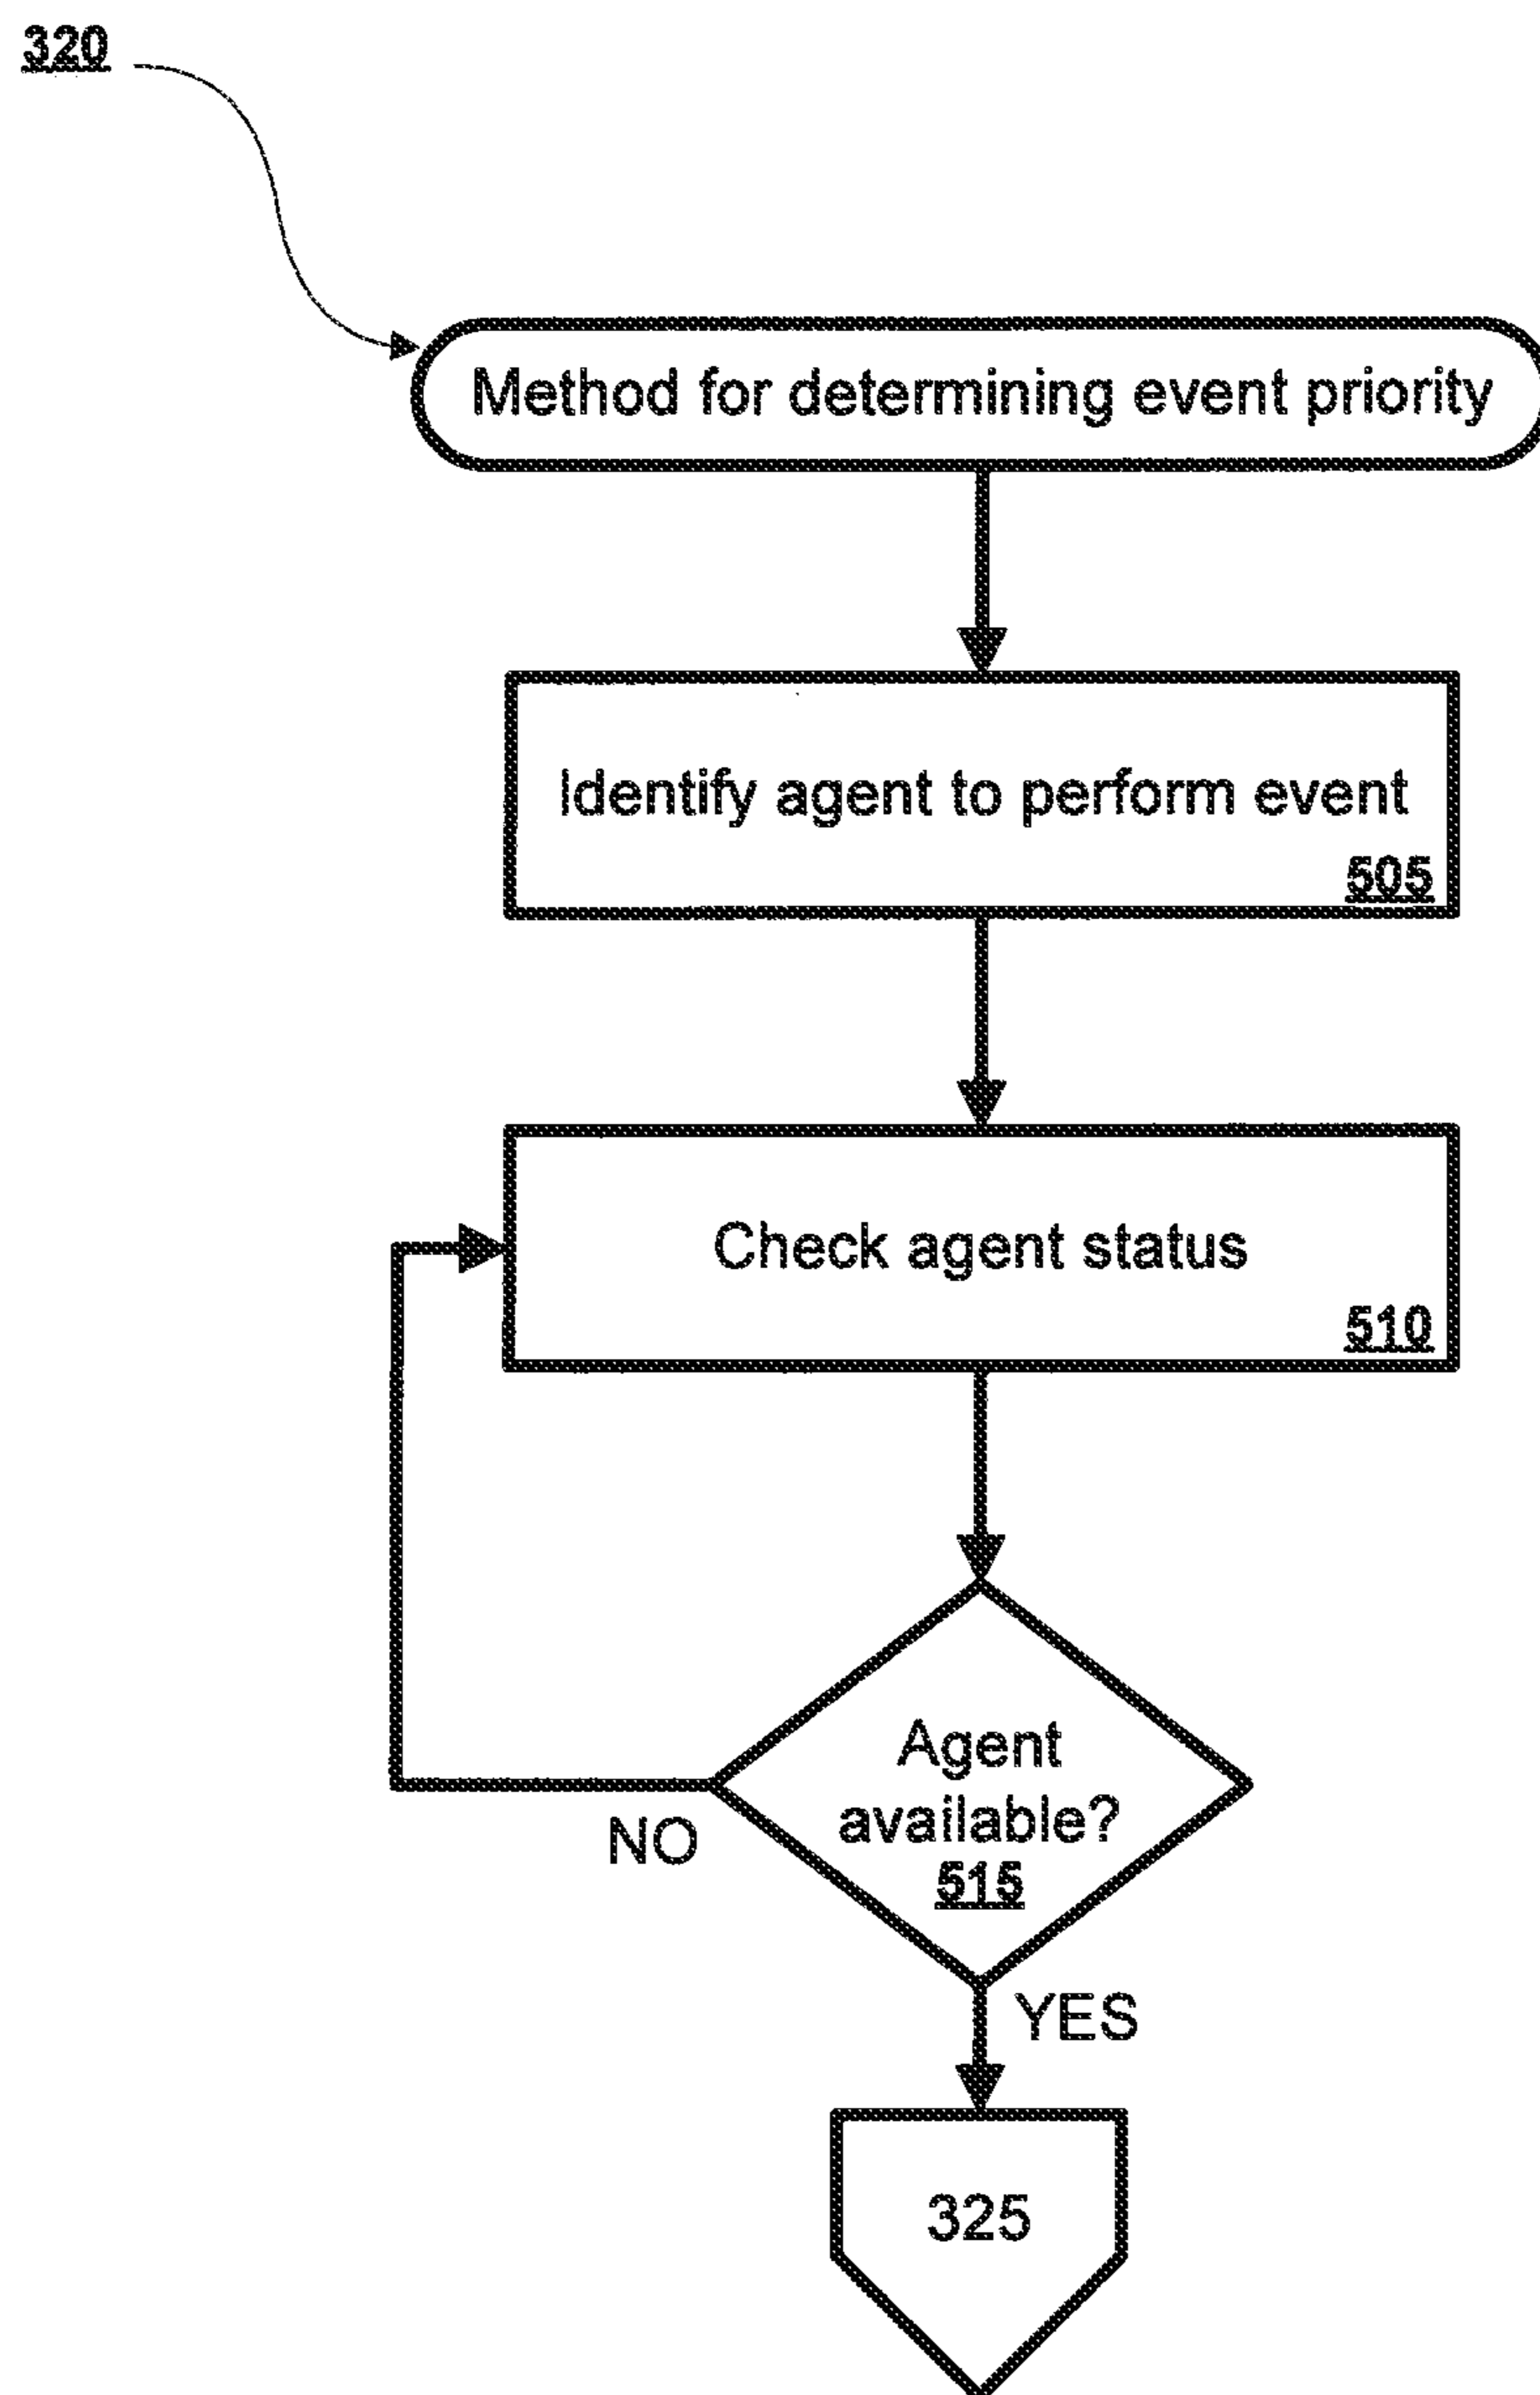 320
Method for determining event priority
Identify agent to perform event
505
Check agent status
510
Agent
available?
515
NO
YES
325